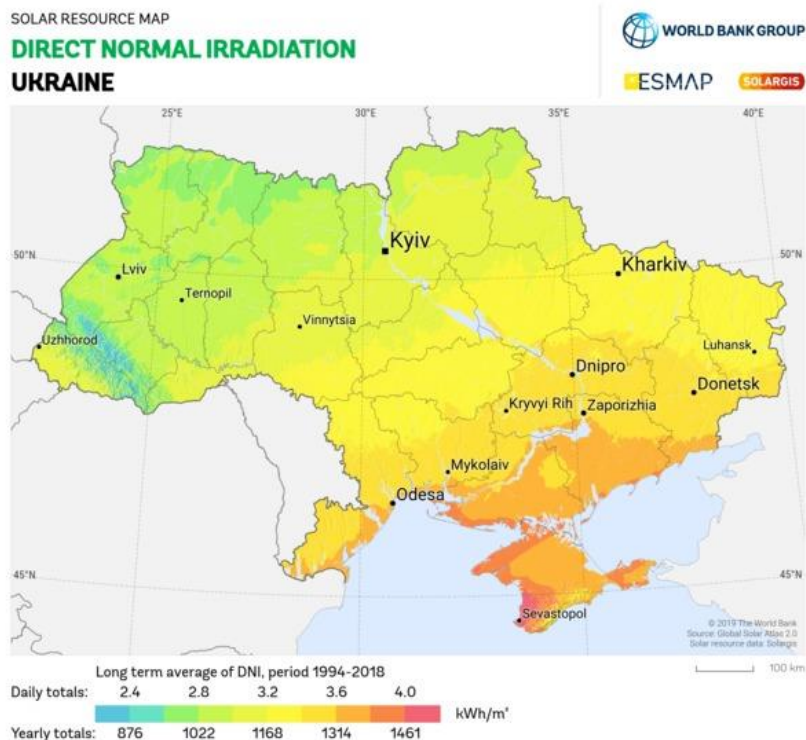 SOLAR RESOURCE MAP
DIRECT NORMAL IRRADIATION
UKRAINE
WORLD BANK GROUP
ESMAP
SOLARGIS
25°E 30°E 35°E 40°E
50°N
50°N
Kyiv
Lviv
Kharkiv
Ternopil
Vinnytsia
Uzhhorod
Luhansk
Dnipro
Donetsk
Kryvyi Rih
Zaporizhia
Mykolaiv
Odesa
45°N
45°N
Sevastopol
© 2019 The World Bank
Source: Global Solar Atlas 2.0
Solar resource data: Solargis
100 km
Long term average of DNI, period 1994-2018
Daily totals: 2.4 2.8 3.2 3.6 4.0
kWh/m²
Yearly totals: 876 1022 1168 1314 1461